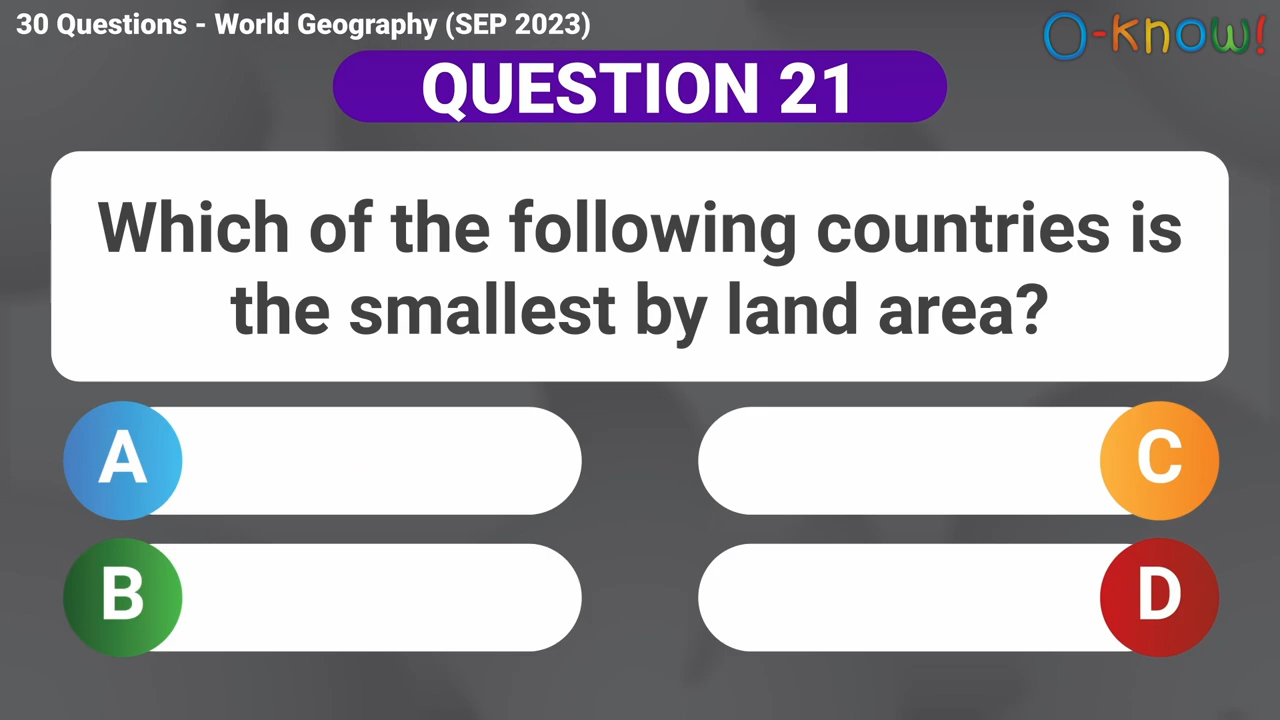 30 Questions - World Geography (SEP 2023)
O-know!
QUESTION 21
Which of the following countries is
the smallest by land area?
A
C
B
D